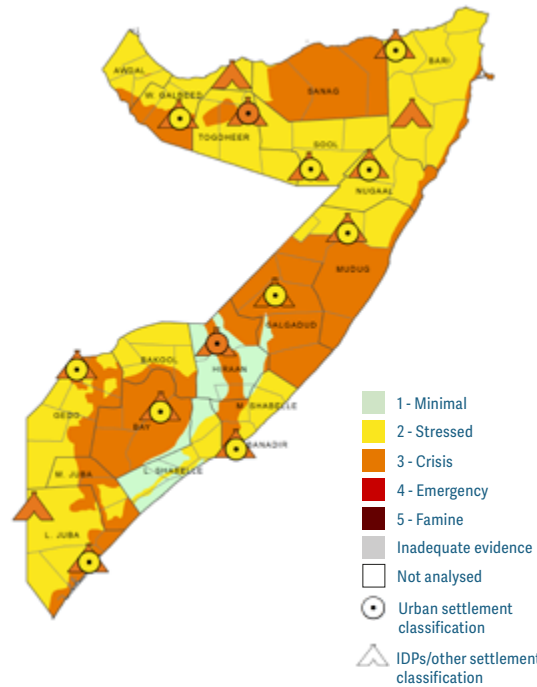 BARI
AWDAL
SANAG
W. GALBEED
TOGDHEER
SOOL
NUGAAL
MUDUG
GALGADUD
BAKOOL
HIRAAN
GEDO
M. SHABELLE
BAY
BANADIR
L. SHABELLE
M. JUBA
L. JUBA
1 - Minimal
2 - Stressed
3 - Crisis
4 - Emergency
5 - Famine
Inadequate evidence
Not analysed
Urban settlement
classification
IDPs/other settlement
classification